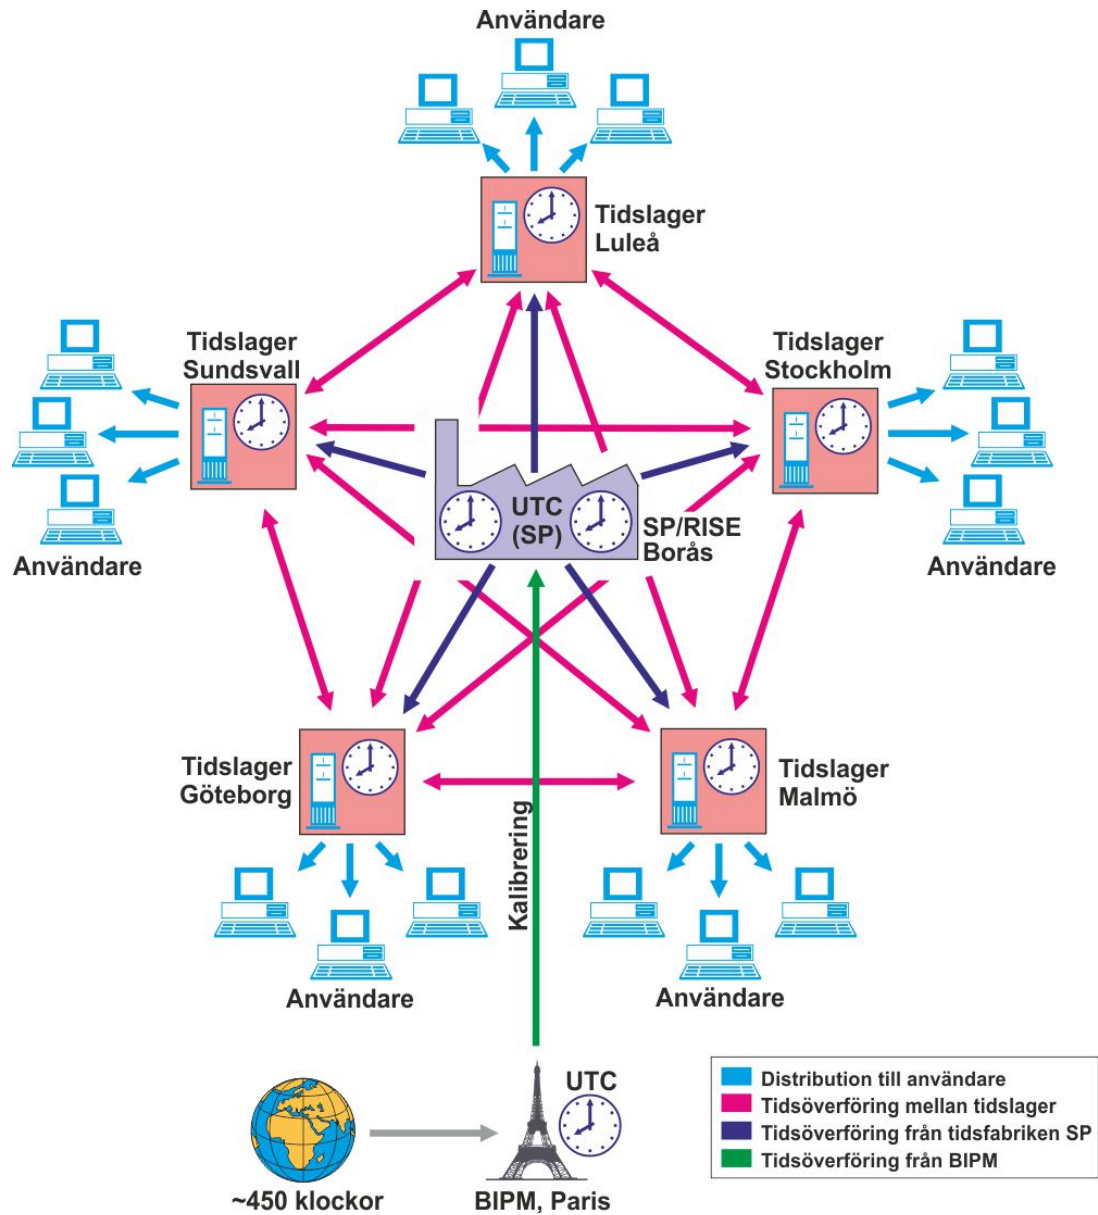 Användare
Tidslager
Luleå
Tidslager
Sundsvall
Tidslager
Stockholm
UTC
(SP)
SP/RISE
Borås
Användare
Användare
Tidslager
Göteborg
Tidslager
Malmö
Kalibrering
Användare
Användare
UTC
~450 klockor
BIPM, Paris
Distribution till användare
Tidsöverföring mellan tidslager
Tidsöverföring från tidsfabriken SP
Tidsöverföring från BIPM